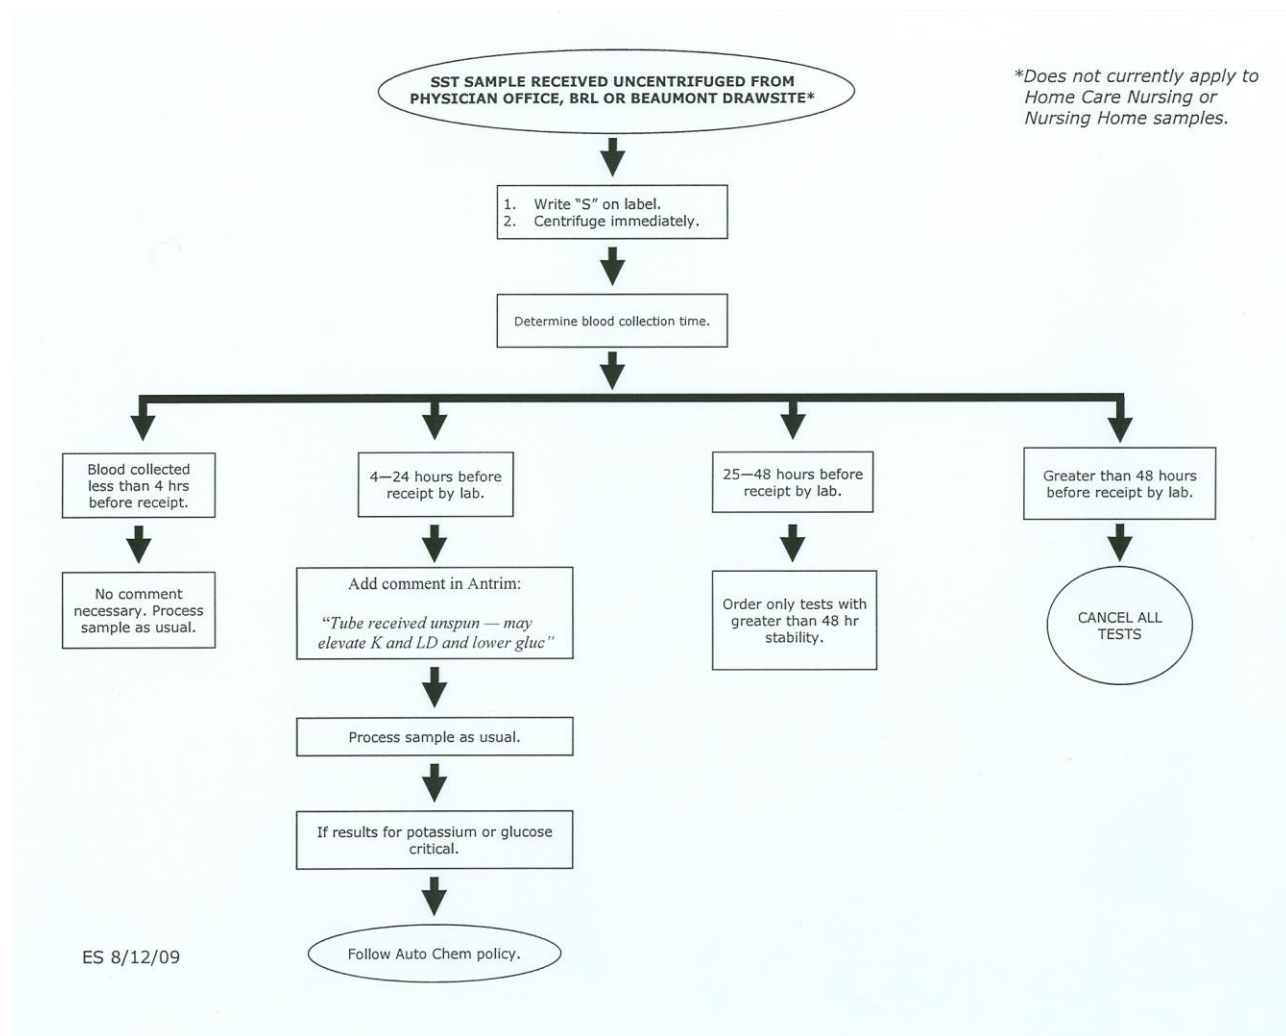 SST SAMPLE RECEIVED UNCENTRIFUGED FROM
PHYSICIAN OFFICE, BRL OR BEAUMONT DRAWSITE*
*Does not currently apply to
Home Care Nursing or
Nursing Home samples.
1. Write “S” on label.
2. Centrifuge immediately.
Determine blood collection time.
Blood collected
less than 4 hrs
before receipt.
No comment
necessary. Process
sample as usual.
4—24 hours before
receipt by lab.
Add comment in Antrim:
“Tube received unspun — may
elevate K and LD and lower gluc”
Process sample as usual.
If results for potassium or glucose
critical.
Follow Auto Chem policy.
25—48 hours before
receipt by lab.
Order only tests with
greater than 48 hr
stability.
Greater than 48 hours
before receipt by lab.
CANCEL ALL
TESTS
ES 8/12/09